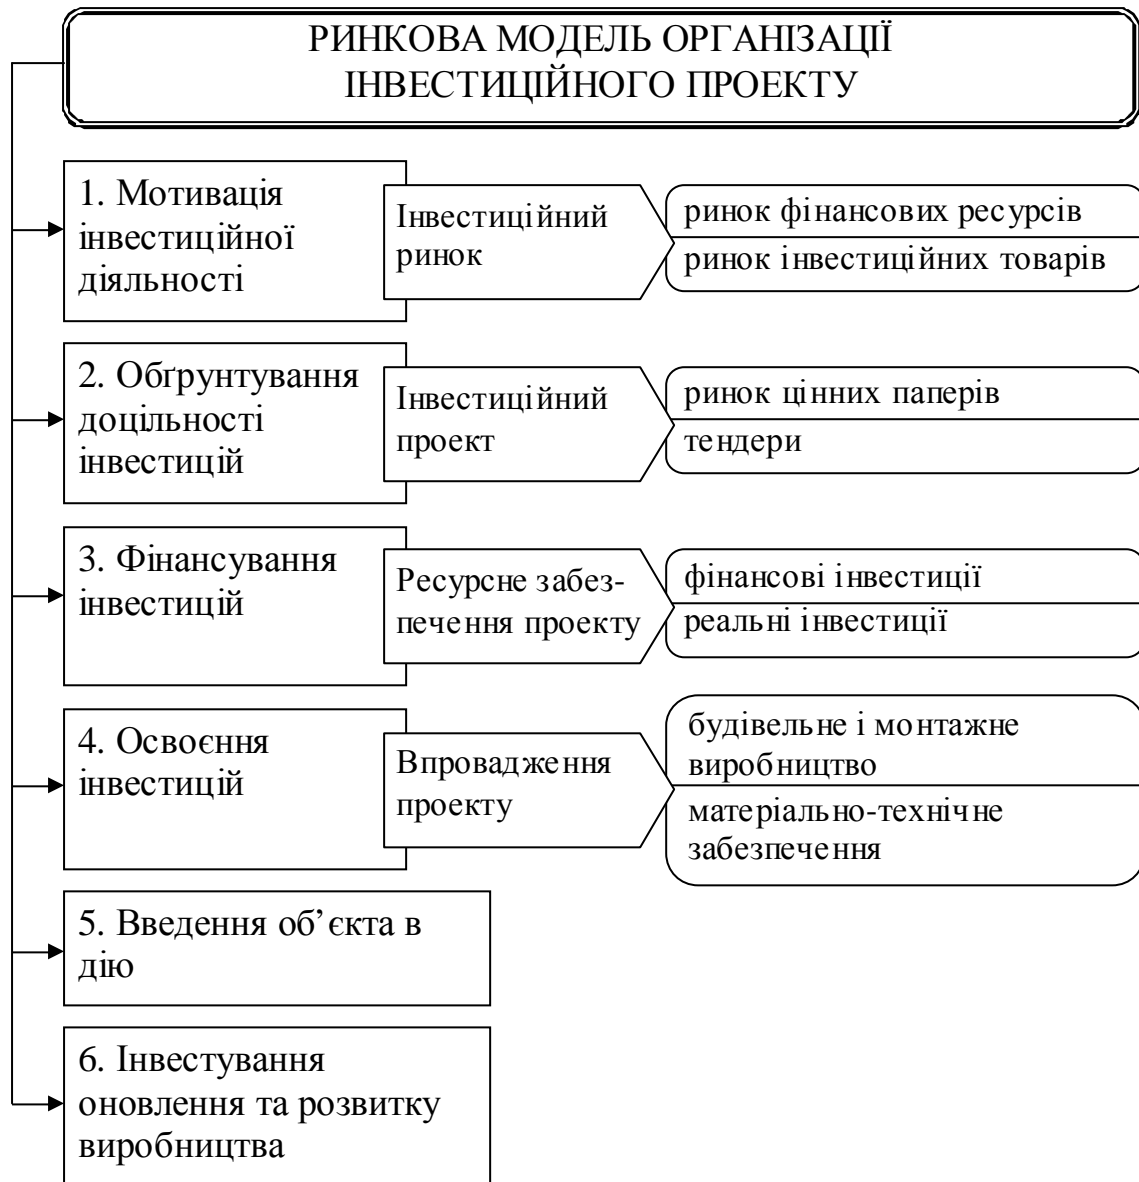 РИНКОВА МОДЕЛЬ ОРГАНІЗАЦІЇ
ІНВЕСТИЦІЙНОГО ПРОЕКТУ
1. Мотивація
інвестиційної
діяльності
Інвестиційний
ринок
ринок фінансових ресурсів
ринок інвестиційних товарів
2. Обґрунтування
доцільності
інвестицій
Інвестиційний
проект
ринок цінних паперів
тендери
3. Фінансування
інвестицій
Ресурсне забез-
печення проекту
фінансові інвестиції
реальні інвестиції
4. Освоєння
інвестицій
Впровадження
проекту
будівельне і монтажне
виробництво
матеріально-технічне
забезпечення
5. Введення об’єкта в
дію
6. Інвестування
оновлення та розвитку
виробництва